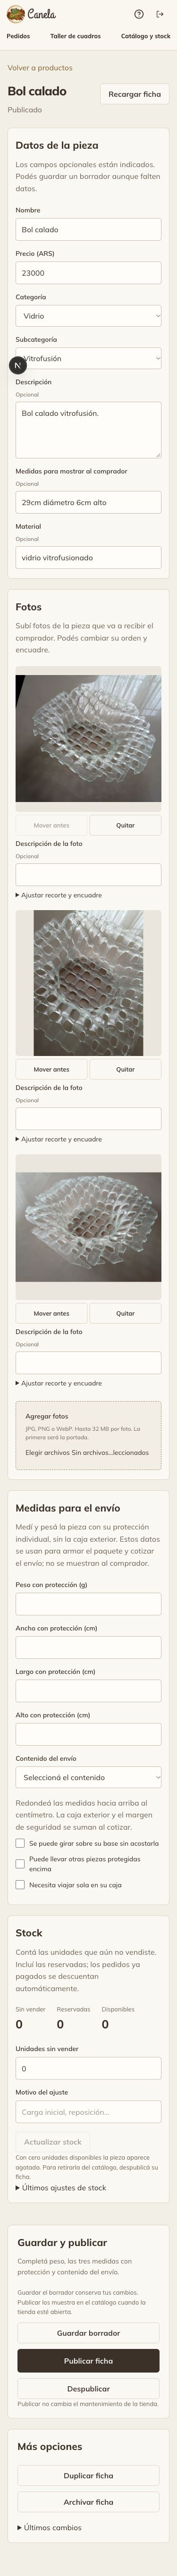 Canela
Pedidos
Taller de cuadros
Catálogo y stock
Volver a productos
Bol calado
Recargar ficha
Publicado
Datos de la pieza
Los campos opcionales están indicados.
Podés guardar un borrador aunque falten
datos.
Nombre
Bol calado
Precio (ARS)
23000
Categoría
Vidrio
Subcategoría
N
Vitrofusión
Descripción
Opcional
Bol calado vitrofusión.
Medidas para mostrar al comprador
Opcional
29cm diámetro 6cm alto
Material
Opcional
vidrio vitrofusionado
Fotos
Subí fotos de la pieza que va a recibir el
comprador. Podés cambiar su orden y
encuadre.
Mover antes
Quitar
Descripción de la foto
Opcional
Ajustar recorte y encuadre
Mover antes
Quitar
Descripción de la foto
Opcional
Ajustar recorte y encuadre
Mover antes
Quitar
Descripción de la foto
Opcional
Ajustar recorte y encuadre
Agregar fotos
JPG, PNG o WebP. Hasta 32 MB por foto. La
primera será la portada.
Elegir archivos Sin archivos...leccionados
Medidas para el envío
Medí y pesá la pieza con su protección
individual, sin la caja exterior. Estos datos
se usan para armar el paquete y cotizar
el envío; no se muestran al comprador.
Peso con protección (g)
Ancho con protección (cm)
Largo con protección (cm)
Alto con protección (cm)
Contenido del envío
Seleccioná el contenido
Redondeá las medidas hacia arriba al
centímetro. La caja exterior y el margen
de seguridad se suman al cotizar.
Se puede girar sobre su base sin acostarla
Puede llevar otras piezas protegidas
encima
Necesita viajar sola en su caja
Stock
Contá las unidades que aún no vendiste.
Incluí las reservadas; los pedidos ya
pagados se descuentan
automáticamente.
Sin vender
Reservadas
Disponibles
0
0
0
Unidades sin vender
0
Motivo del ajuste
Carga inicial, reposición...
Actualizar stock
Con cero unidades disponibles la pieza aparece
agotada. Para retirarla del catálogo, despublicá su
ficha.
Últimos ajustes de stock
Guardar y publicar
Completá peso, las tres medidas con
protección y contenido del envío.
Guardar el borrador conserva tus cambios.
Publicar los muestra en el catálogo cuando la
tienda esté abierta.
Guardar borrador
Publicar ficha
Despublicar
Publicar no cambia el mantenimiento de la tienda.
Más opciones
Duplicar ficha
Archivar ficha
Últimos cambios